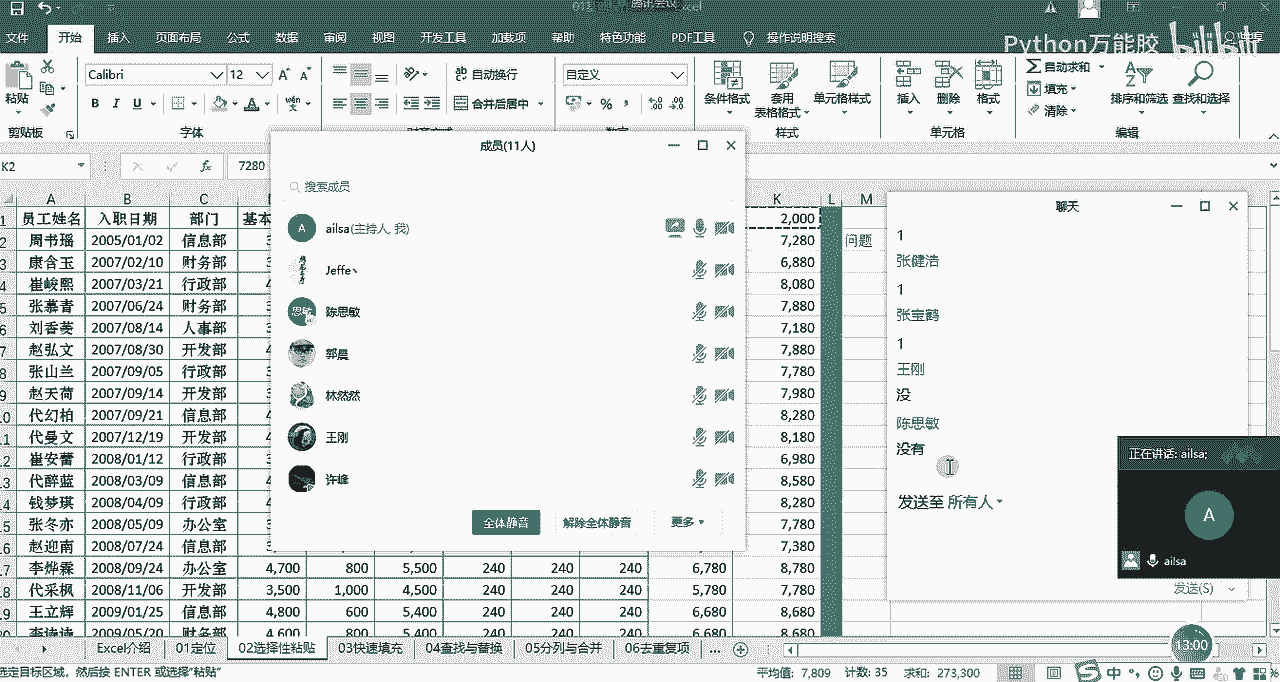 腾讯会议
文件 开始 插入 页面布局 公式 数据 审阅 视图 开发工具 加载项 帮助 特色功能 PDF工具 操作说明搜索
Python万能胶 bilibili
粘贴 Calibri 12 自动换行 自定义 条件格式 套用 单元格样式 插入 删除 格式 自动求和 排序和筛选 查找和选择
B I U 合并后居中 % 表格格式 填充
清除
剪贴板 字体 样式 单元格 编辑
K2 fx 7280
A B C K L M
员工姓名 入职日期 部门 基本 2,000
周书瑶 2005/01/02 信息部 7,280 问题
康含玉 2007/02/10 财务部 6,880
崔峻熙 2007/03/21 行政部 8,080
张慕青 2007/06/24 财务部 7,880
刘香菱 2007/08/14 人事部 7,180
赵弘文 2007/08/30 开发部 7,880
张山兰 2007/09/05 行政部 7,780
赵天荷 2007/09/14 开发部 7,980
代幻柏 2007/09/21 信息部 8,280
代曼文 2007/12/19 开发部 8,180
崔安蕾 2008/01/12 行政部 6,980
代醉蓝 2008/03/09 信息部 8,580
钱梦琪 2008/04/09 行政部 8,280
张冬亦 2008/05/09 办公室 7,780
赵迎南 2008/07/24 信息部 7,380
李烨霖 2008/09/24 办公室 4,700 800 5,500 240 240 240 6,780 8,780
代采枫 2008/11/06 开发部 3,500 1,000 4,500 240 240 240 5,780 7,780
王立辉 2009/01/25 信息部 4,800 600 5,400 240 240 240 6,680 8,680
2009/05/20 财务部 4,600 800 5,400 240 240 240 6,680 8,680
成员(11人)
搜索成员
A ailsa(主持人, 我)
Jeffe丶
思敏 陈思敏
郭晨
林然然
王刚
许峰
全体静音 解除全体静音 更多
聊天
1
张健浩
1
张宝鹤
1
王刚
没
陈思敏
没有
发送至 所有人
发送(S)
正在讲话: ailsa;
A
ailsa
Excel介绍 01定位 02选择性粘贴 03快速填充 04查找与替换 05分列与合并 06去重复项 ...
13:00
选定目标区域，然后按 ENTER 或选择"粘贴" 平均值: 7,809 计数: 35 求和: 273,300 中